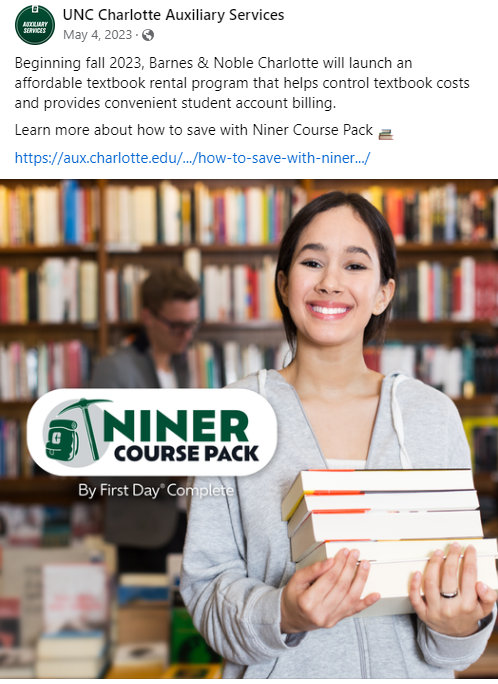 AUXILIARY
SERVICES
UNC Charlotte Auxiliary Services
May 4, 2023 ·
Beginning fall 2023, Barnes & Noble Charlotte will launch an
affordable textbook rental program that helps control textbook costs
and provides convenient student account billing.
Learn more about how to save with Niner Course Pack
https://aux.charlotte.edu/.../how-to-save-with-niner.../
NINER
COURSE PACK
By First Day® Complete